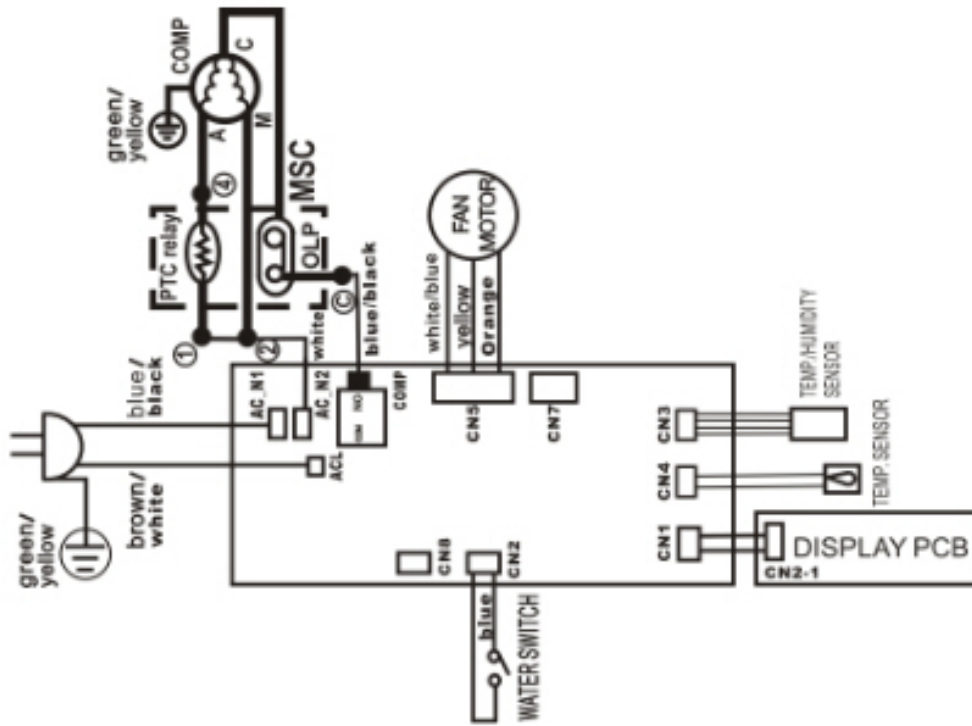 green/
yellow
COMP
C
A
M
④
PTC relay
MSC
OLP
①
②
©
blue/
black
white
blue/black
AC_N1
AC_N2
COMP
ACL
brown/
white
green/
yellow
FAN
MOTOR
white/blue
yellow
Orange
CN5
CN7
CN3
TEMP./HUMIDITY
SENSOR
CN4
TEMP. SENSOR
CN1
CN2-1
DISPLAY PCB
CN8
CN2
blue
WATER SWITCH